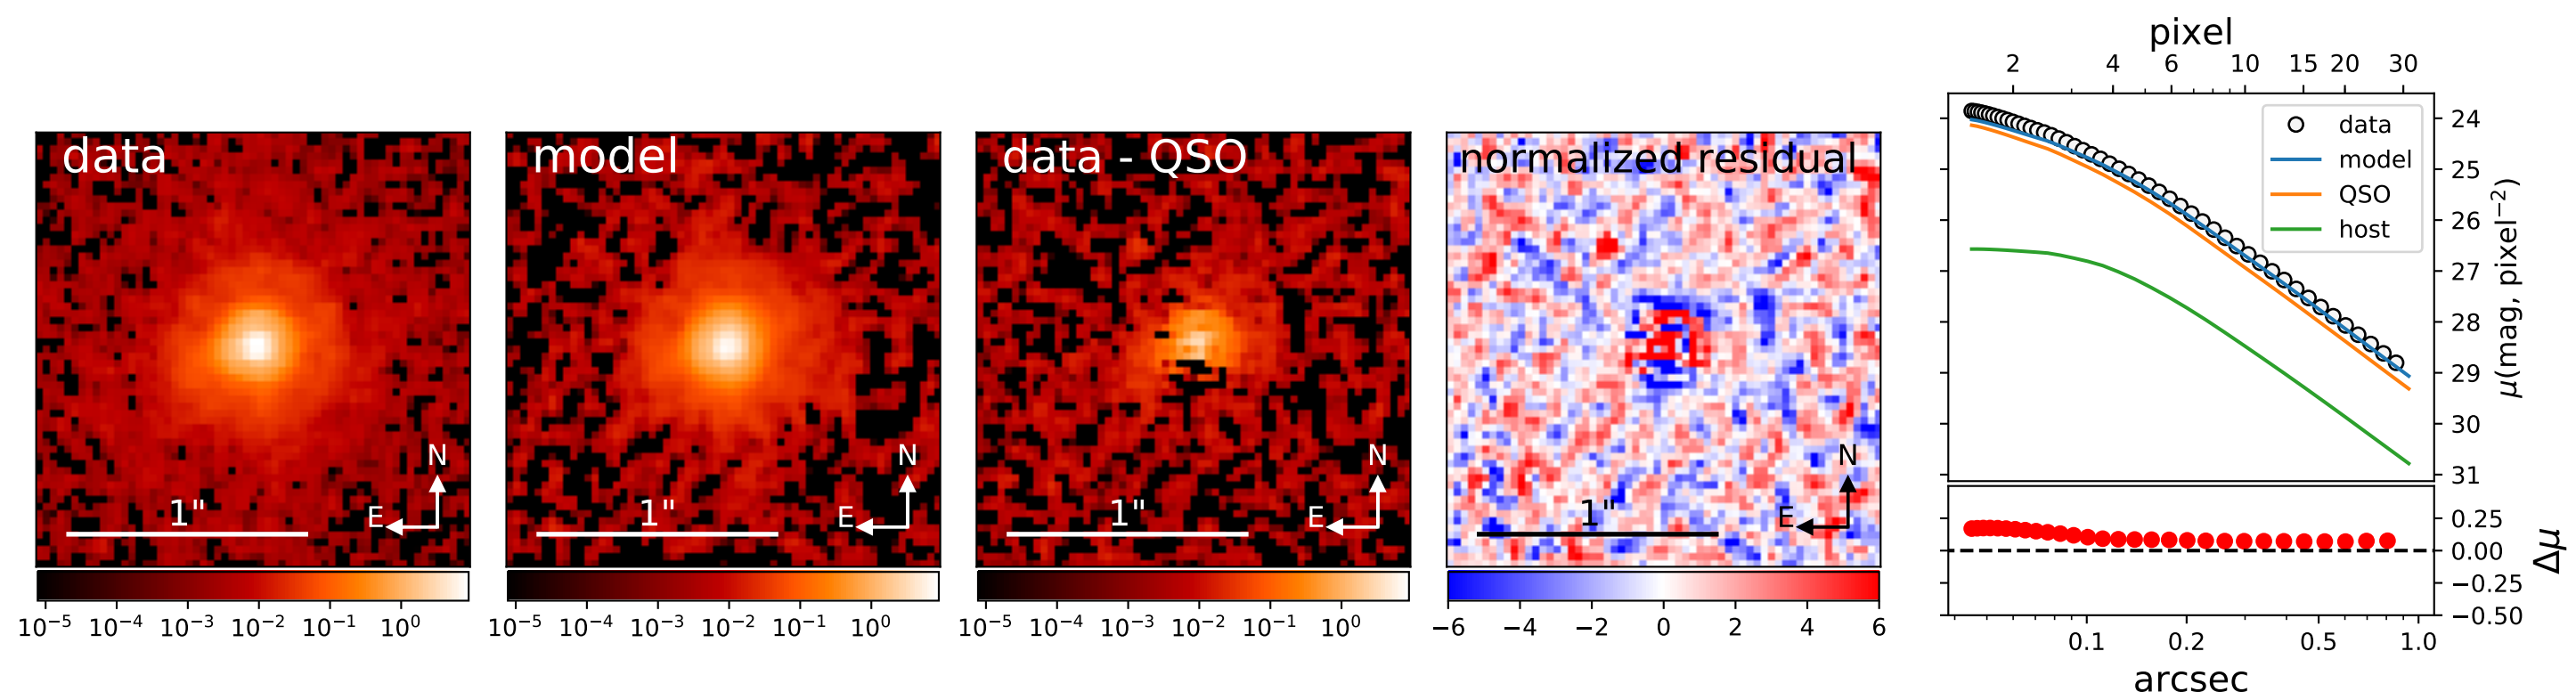 data
N
E
1"
10⁻⁵ 10⁻⁴ 10⁻³ 10⁻² 10⁻¹ 10⁰
model
N
E
1"
10⁻⁵ 10⁻⁴ 10⁻³ 10⁻² 10⁻¹ 10⁰
data - QSO
N
E
1"
10⁻⁵ 10⁻⁴ 10⁻³ 10⁻² 10⁻¹ 10⁰
normalized residual
N
E
1"
−6 −4 −2 0 2 4 6
pixel
2 4 6 10 15 20 30
data
model
QSO
host
24
25
26
27
28
29
30
31
μ(mag, pixel⁻²)
0.25
0.00
−0.25
−0.50
Δμ
0.1 0.2 0.5 1.0
arcsec